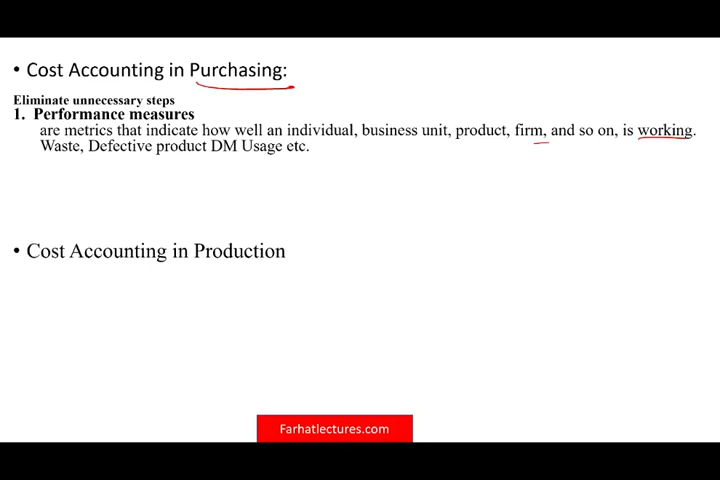 • Cost Accounting in Purchasing:
Eliminate unnecessary steps
1. Performance measures
are metrics that indicate how well an individual, business unit, product, firm, and so on, is working.
Waste, Defective product DM Usage etc.
• Cost Accounting in Production
Farhatlectures.com